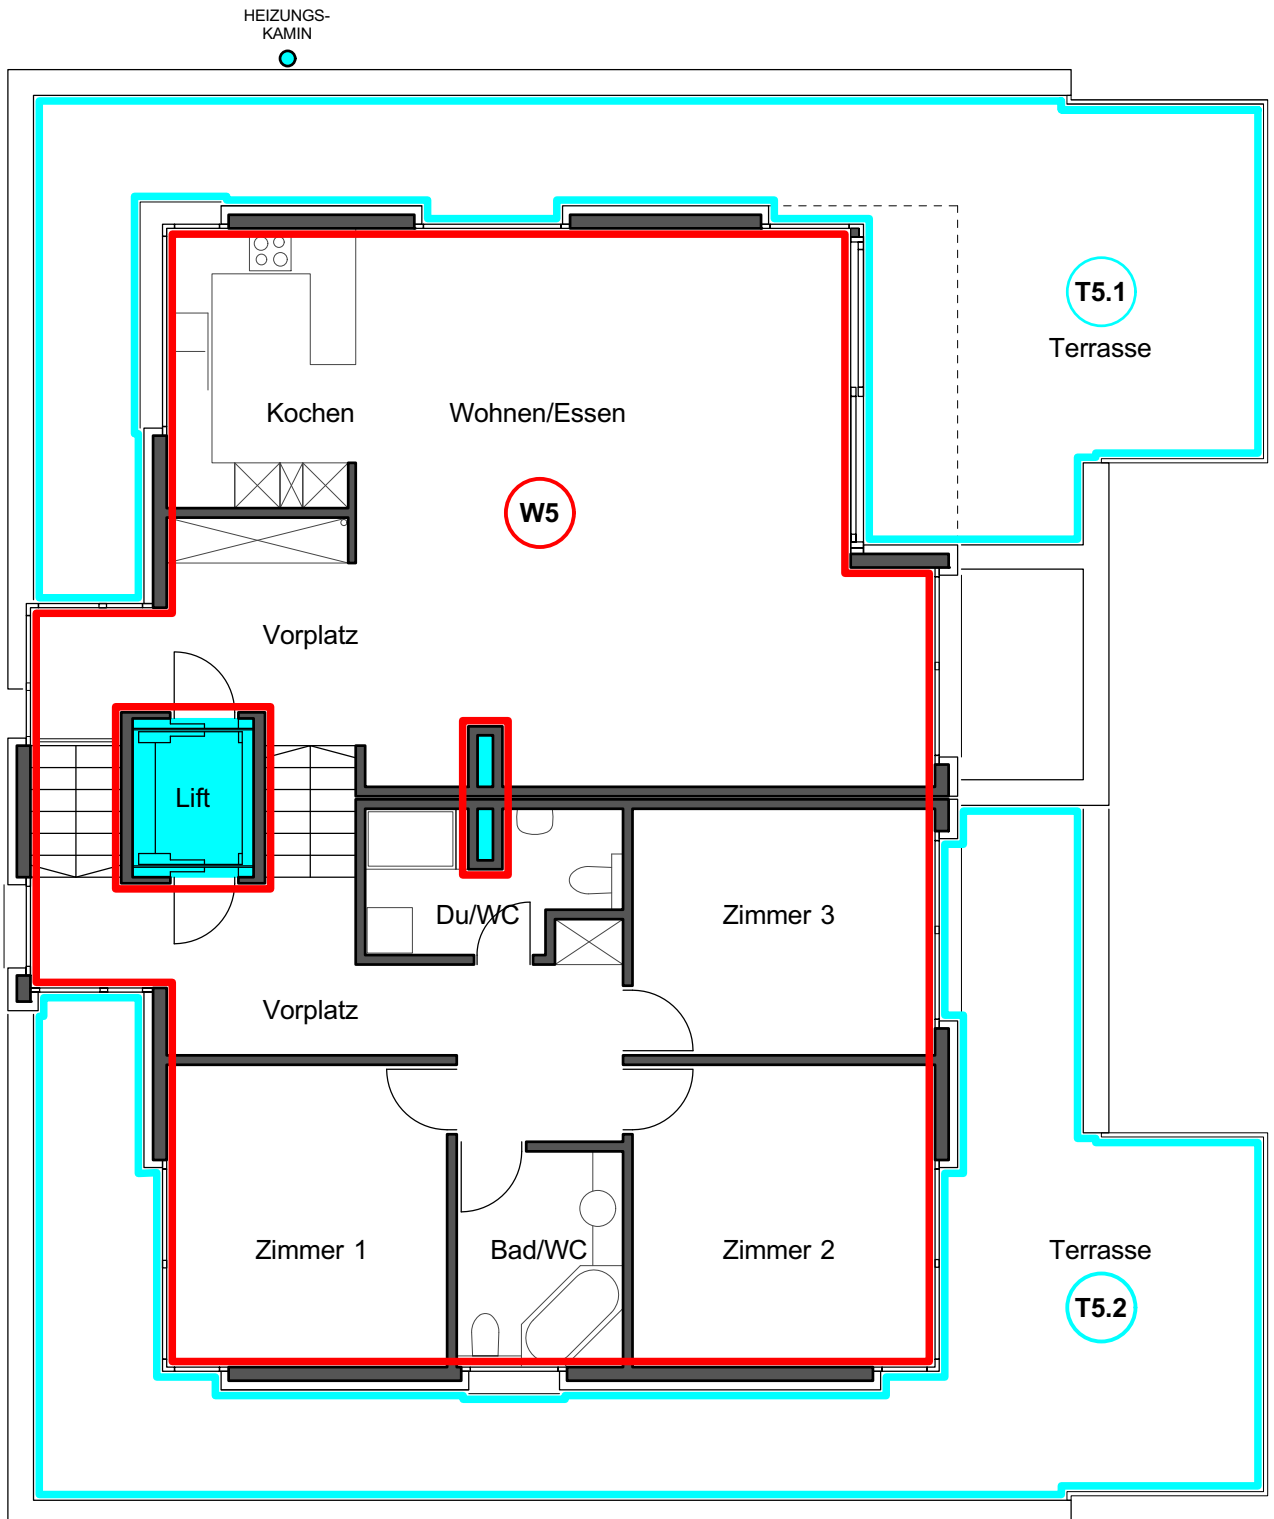 HEIZUNGS-
KAMIN
T5.1
Terrasse
Kochen
Wohnen/Essen
W5
Vorplatz
Lift
Du/WC
Zimmer 3
Vorplatz
Zimmer 1
Bad/WC
Zimmer 2
Terrasse
T5.2